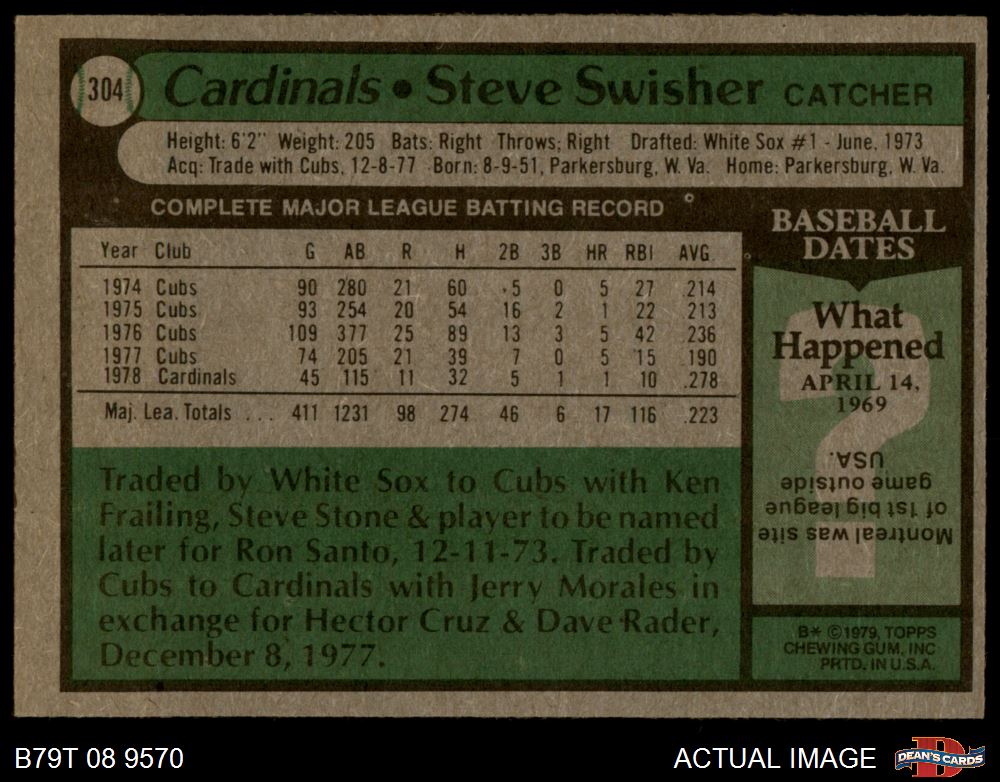 304
Cardinals • Steve Swisher CATCHER
Height: 6'2" Weight: 205 Bats: Right Throws: Right Drafted: White Sox #1 - June, 1973
Acq: Trade with Cubs, 12-8-77 Born: 8-9-51, Parkersburg, W. Va. Home: Parkersburg, W. Va.
COMPLETE MAJOR LEAGUE BATTING RECORD
Year Club G AB R H 2B 3B HR RBI AVG.
1974 Cubs 90 280 21 60 5 0 5 27 .214
1975 Cubs 93 254 20 54 16 2 1 22 .213
1976 Cubs 109 377 25 89 13 3 5 42 .236
1977 Cubs 74 205 21 39 7 0 5 15 .190
1978 Cardinals 45 115 11 32 5 1 1 10 .278
Maj. Lea. Totals ... 411 1231 98 274 46 6 17 116 .223
Traded by White Sox to Cubs with Ken
Frailing, Steve Stone & player to be named
later for Ron Santo, 12-11-73. Traded by
Cubs to Cardinals with Jerry Morales in
exchange for Hector Cruz & Dave Rader,
December 8, 1977.
BASEBALL
DATES
What
Happened
APRIL 14,
1969
?
Montreal was site
of 1st big league
game outside
USA.
B* ©1979, TOPPS
CHEWING GUM, INC
PRTD. IN U.S.A.
B79T 08 9570
ACTUAL IMAGE
D
DEAN'S CARDS